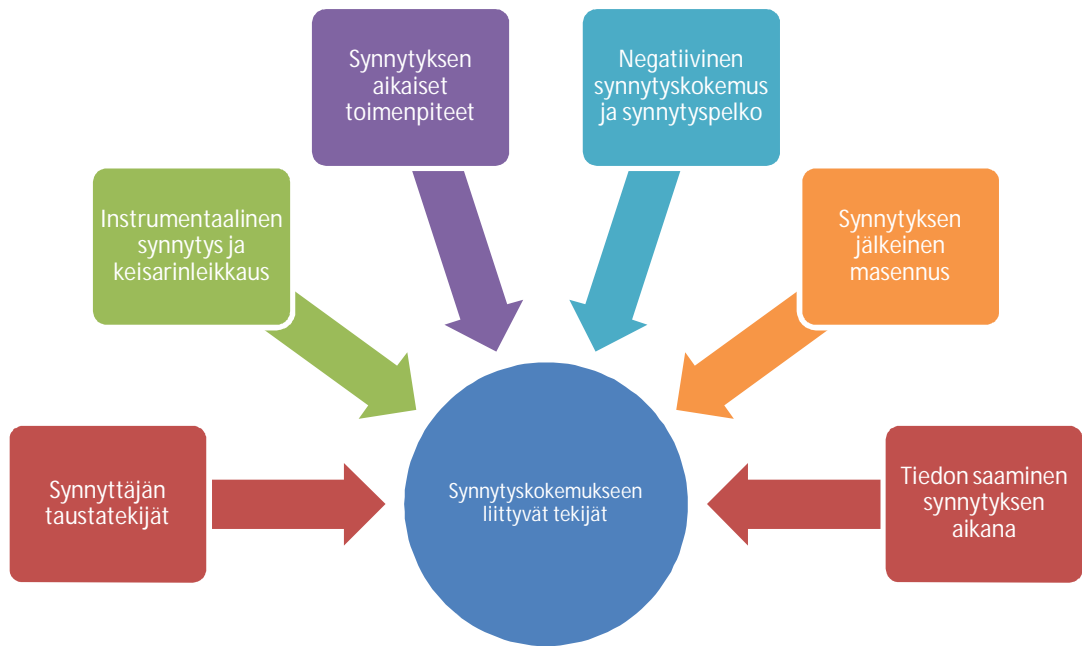 Synnytyksen
aikaiset
toimenpiteet
Negatiivinen
synnytyskokemus
ja synnytyspelko
Instrumentaalinen
synnytys ja
keisarinleikkaus
Synnytyksen
jälkeinen
masennus
Synnyttäjän
taustatekijät
Synnytyskokemukseen
liittyvät tekijät
Tiedon saaminen
synnytyksen
aikana